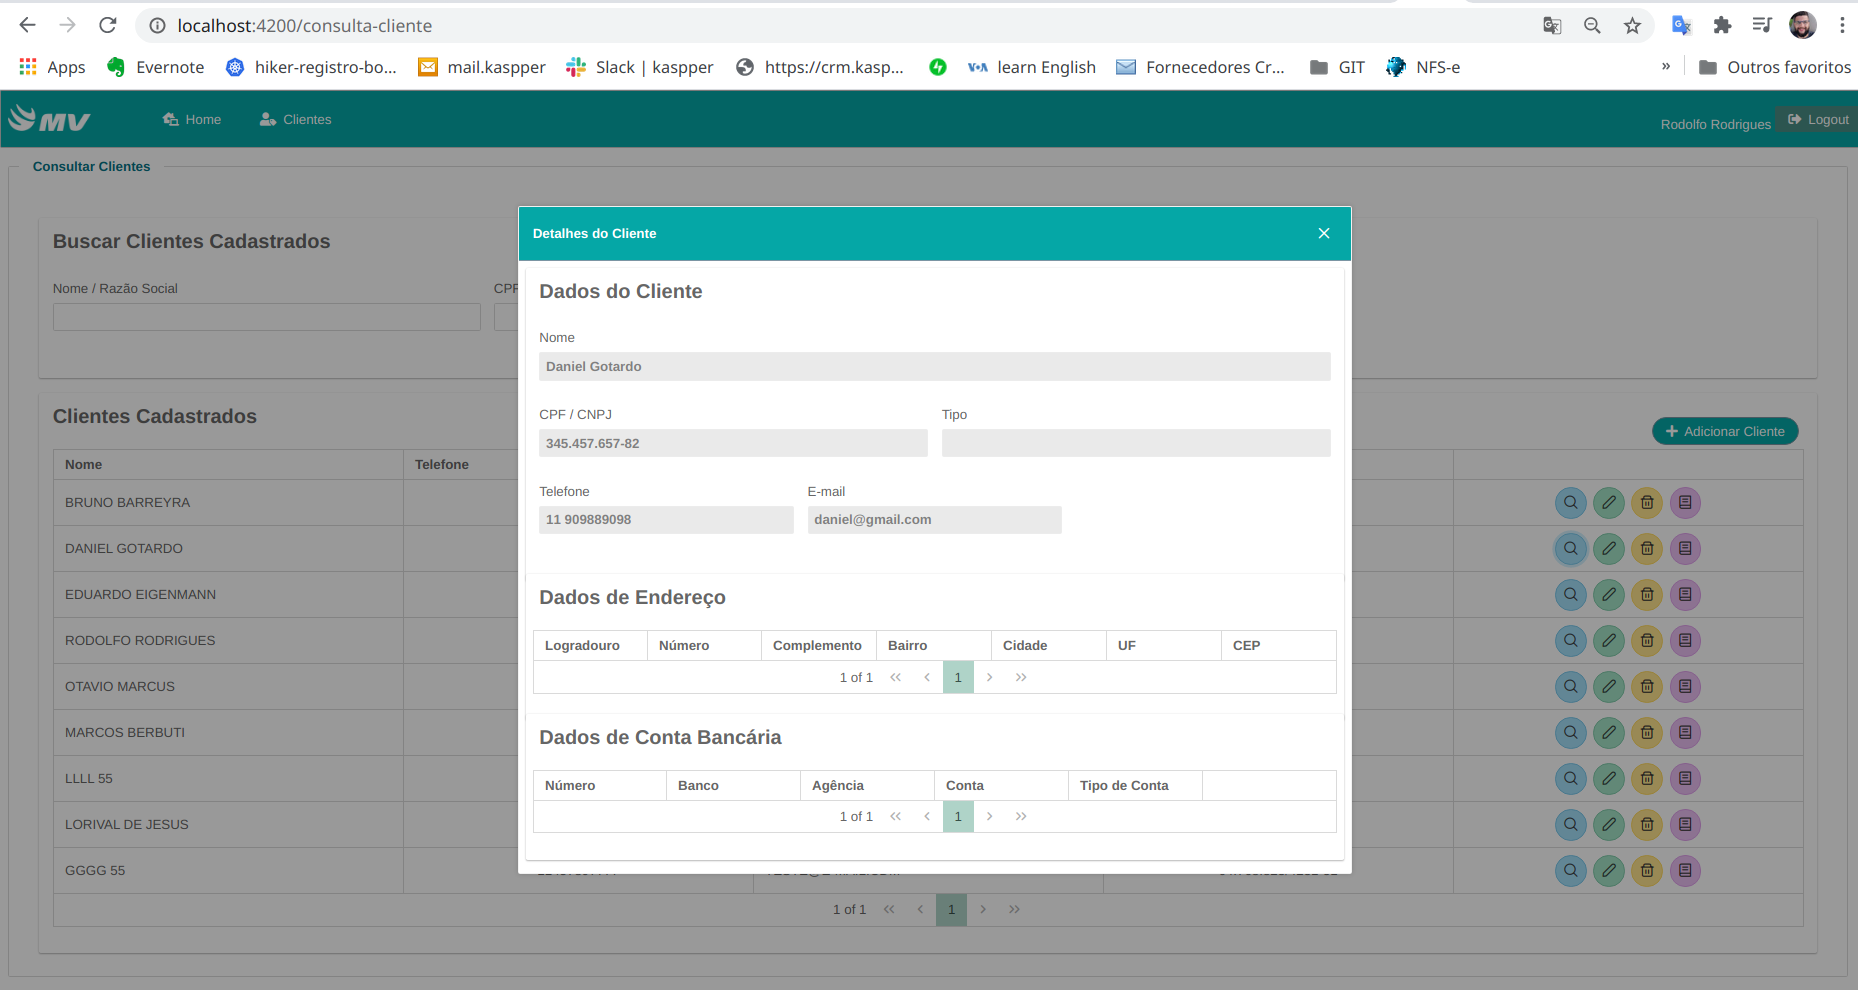 localhost:4200/consulta-cliente
Apps Evernote hiker-registro-bo... mail.kaspper Slack | kaspper https://crm.kasp... VOA learn English Fornecedores Cr... GIT NFS-e » Outros favoritos
MV Home Clientes Rodolfo Rodrigues Logout
Consultar Clientes
Buscar Clientes Cadastrados
Nome / Razão Social
CPF
Clientes Cadastrados
Adicionar Cliente
Nome Telefone
BRUNO BARREYRA
DANIEL GOTARDO
EDUARDO EIGENMANN
RODOLFO RODRIGUES
OTAVIO MARCUS
MARCOS BERBUTI
LLLL 55
LORIVAL DE JESUS
GGGG 55
1 of 1 « ‹ 1 › »
Detalhes do Cliente
Dados do Cliente
Nome
Daniel Gotardo
CPF / CNPJ Tipo
345.457.657-82
Telefone E-mail
11 909889098 daniel@gmail.com
Dados de Endereço
Logradouro Número Complemento Bairro Cidade UF CEP
1 of 1 « ‹ 1 › »
Dados de Conta Bancária
Número Banco Agência Conta Tipo de Conta
1 of 1 « ‹ 1 › »